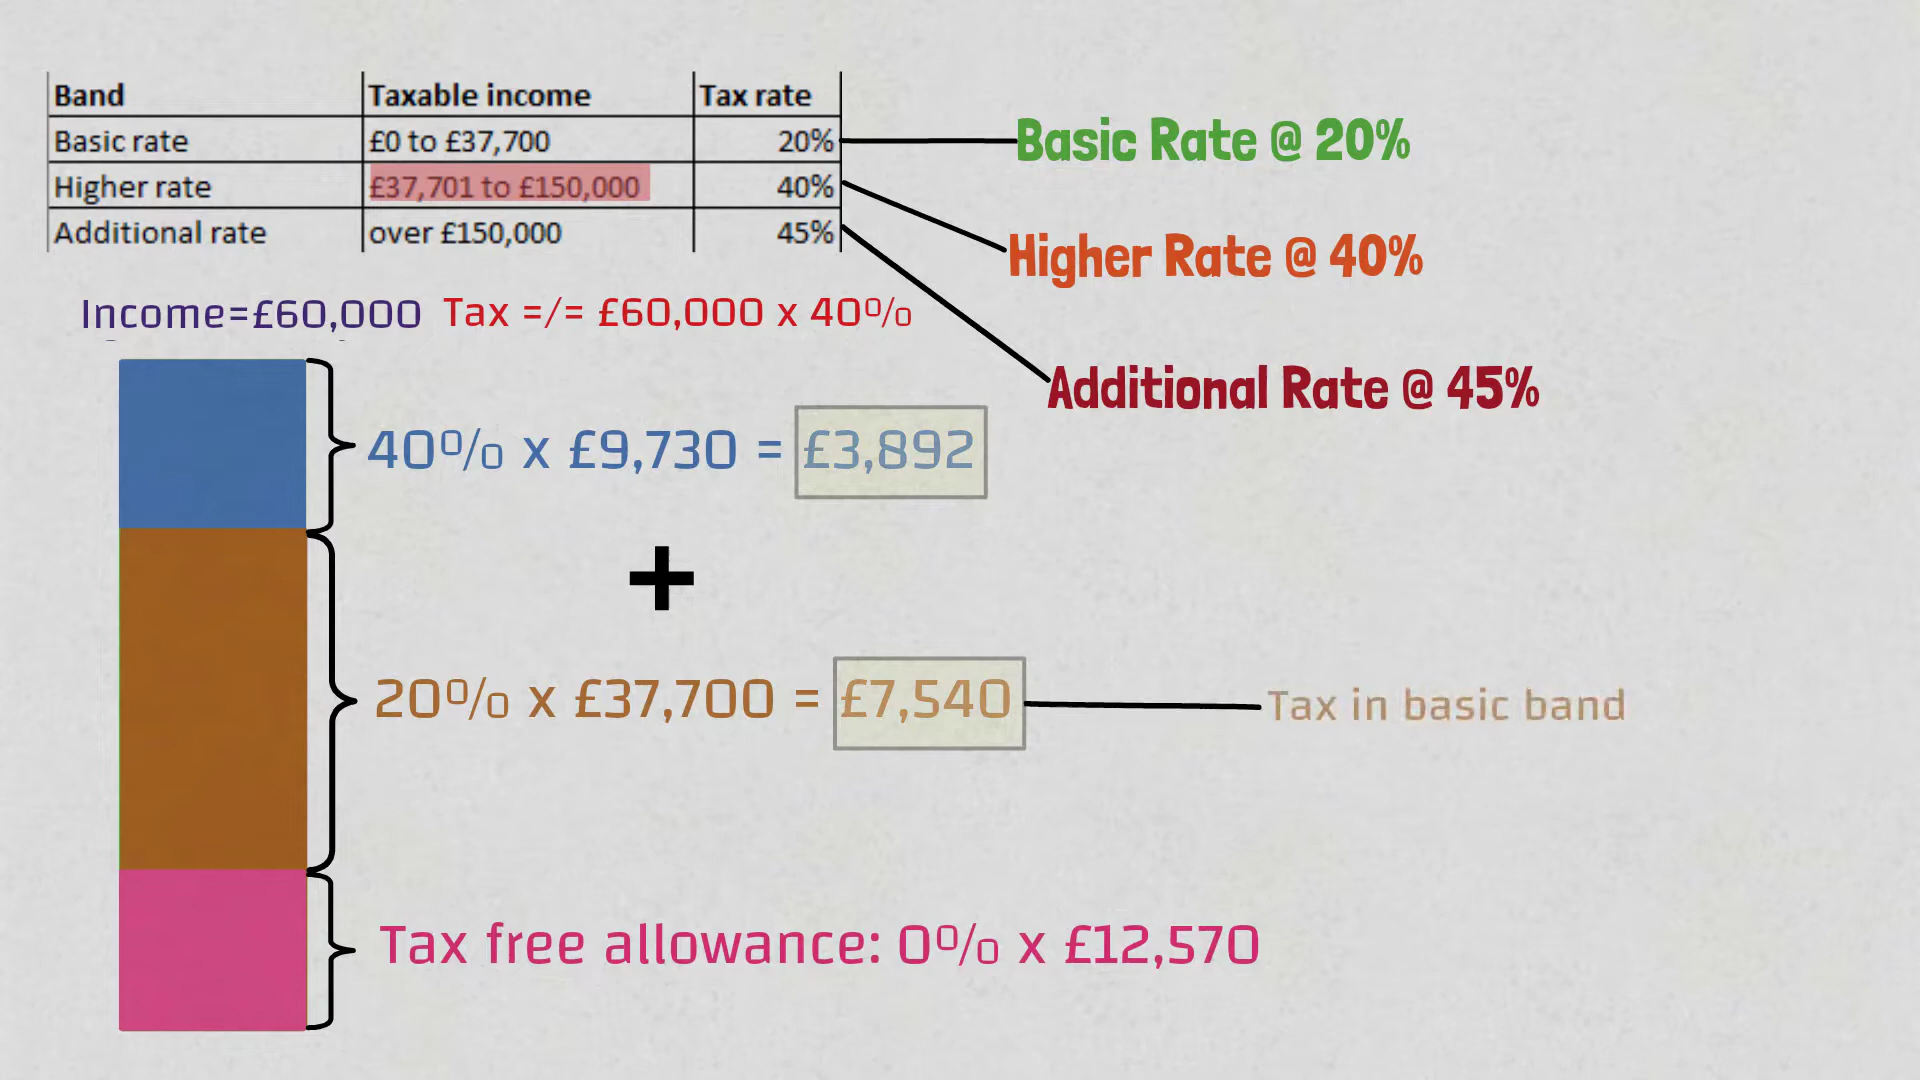 Band Taxable income Tax rate
Basic rate £0 to £37,700 20%
Higher rate £37,701 to £150,000 40%
Additional rate over £150,000 45%
Basic Rate @ 20%
Higher Rate @ 40%
Additional Rate @ 45%
Income=£60,000 Tax =/= £60,000 x 40%
40% x £9,730 = £3,892
+
20% x £37,700 = £7,540
Tax in basic band
Tax free allowance: 0% x £12,570